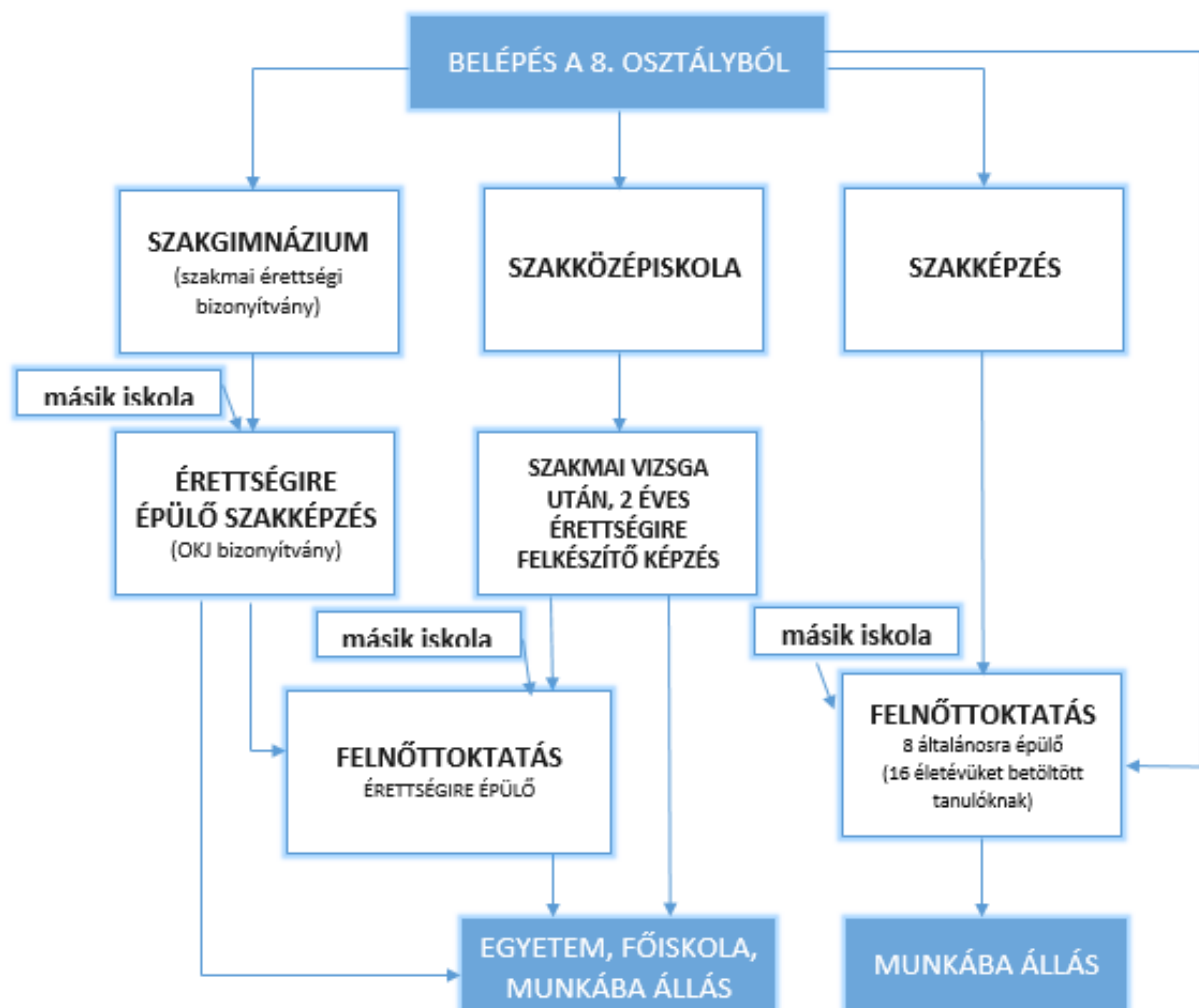 BELÉPÉS A 8. OSZTÁLYBÓL
SZAKGIMNÁZIUM
(szakmai érettségi
bizonyítvány)
SZAKKÖZÉPISKOLA
SZAKKÉPZÉS
másik iskola
ÉRETTSÉGIRE
ÉPÜLŐ SZAKKÉPZÉS
(OKJ bizonyítvány)
SZAKMAI VIZSGA
UTÁN, 2 ÉVES
ÉRETTSÉGIRE
FELKÉSZÍTŐ KÉPZÉS
másik iskola
másik iskola
FELNŐTTOKTATÁS
ÉRETTSÉGIRE ÉPÜLŐ
FELNŐTTOKTATÁS
8 általánosra épülő
(16 életévüket betöltött
tanulóknak)
EGYETEM, FŐISKOLA,
MUNKÁBA ÁLLÁS
MUNKÁBA ÁLLÁS